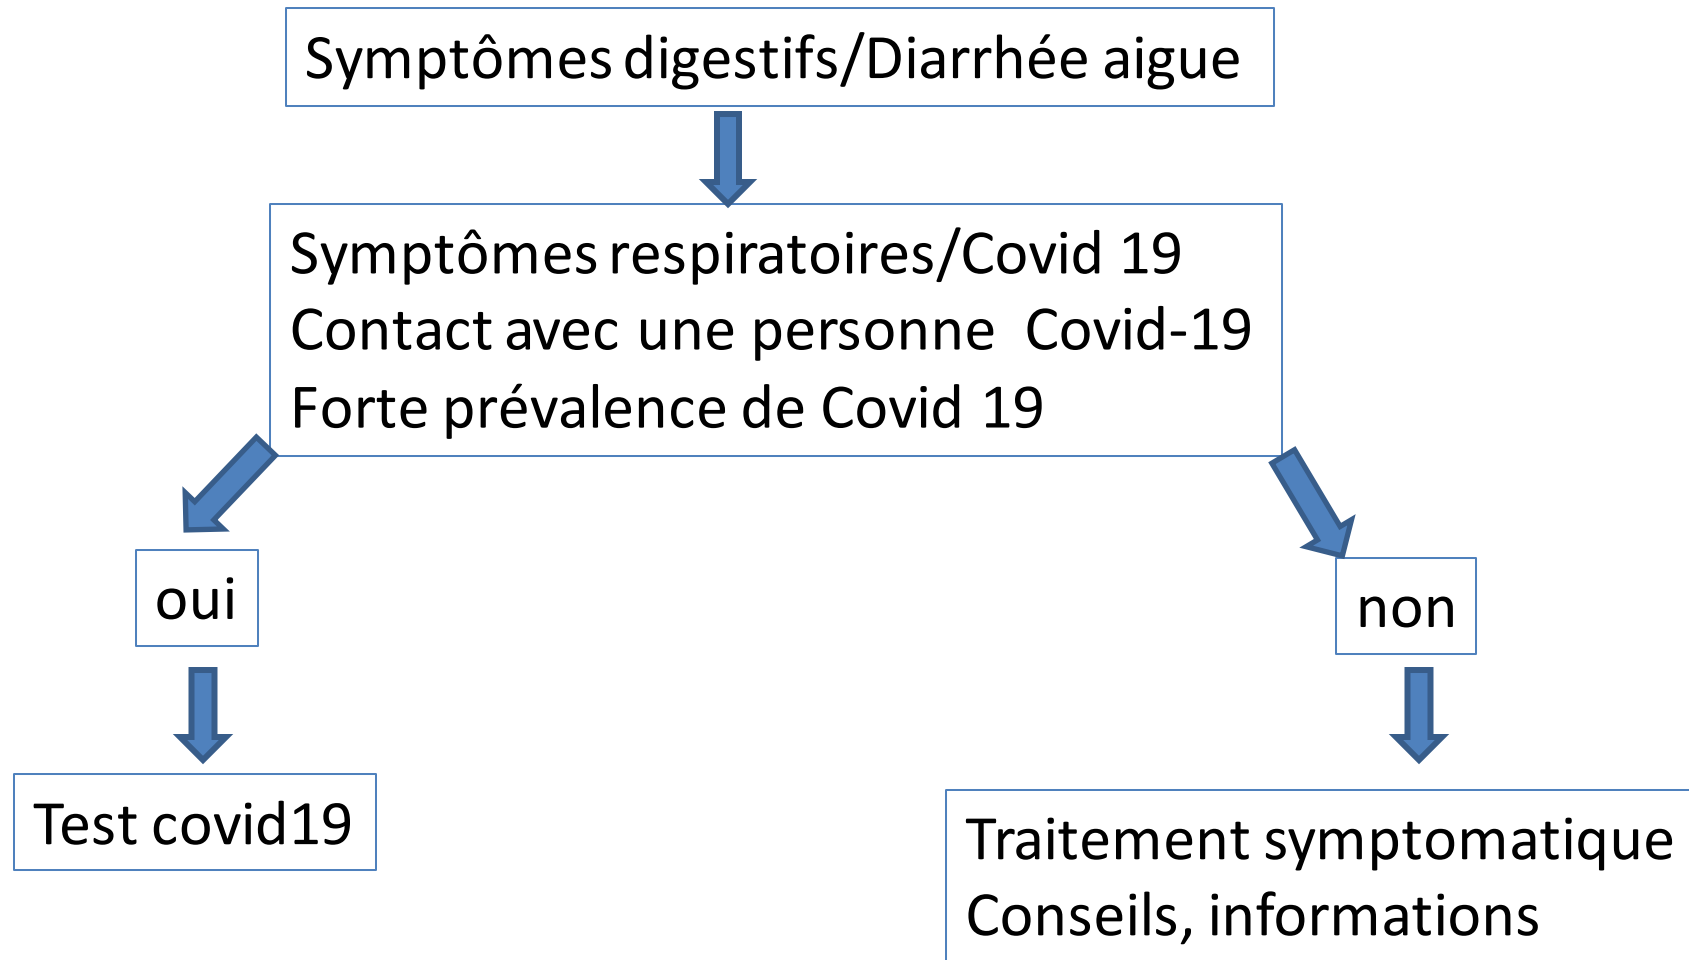 Symptômes digestifs/Diarrhée aigue
Symptômes respiratoires/Covid 19
Contact avec une personne Covid-19
Forte prévalence de Covid 19
oui
non
Test covid19
Traitement symptomatique
Conseils, informations